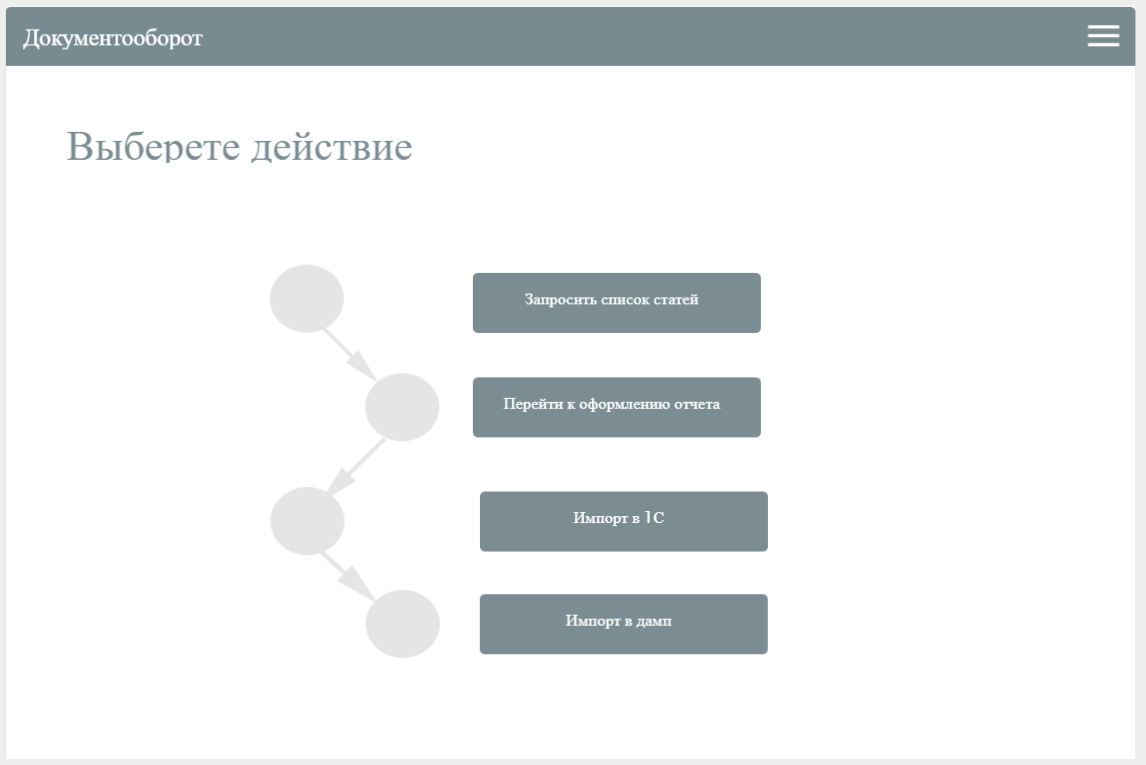 Документооборот
Выберете действие
Запросить список статей
Перейти к оформлению отчета
Импорт в 1С
Импорт в дамп